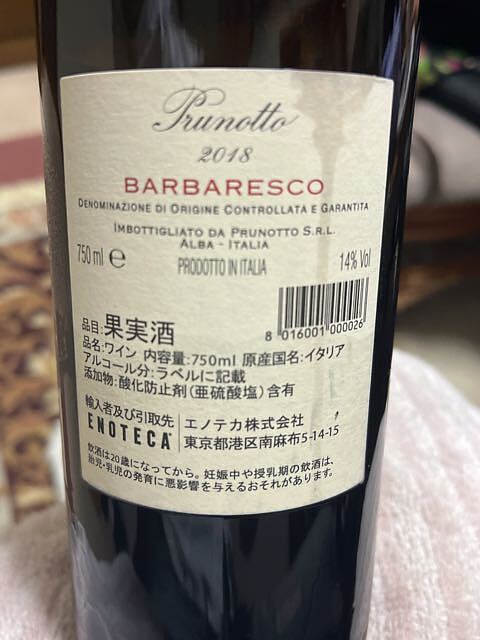 Prunotto
2018
BARBARESCO
DENOMINAZIONE DI ORIGINE CONTROLLATA E GARANTITA
IMBOTTIGLIATO DA PRUNOTTO S.R.L.
ALBA - ITALIA
750 ml e PRODOTTO IN ITALIA 14% Vol
8 016001 000026
品目:果実酒
品名:ワイン 内容量:750ml 原産国名:イタリア
アルコール分:ラベルに記載
添加物:酸化防止剤(亜硫酸塩)含有
輸入者及び引取先 エノテカ株式会社
ENOTECA 東京都港区南麻布5-14-15
飲酒は20歳になってから。妊娠中や授乳期の飲酒は、
胎児・乳児の発育に悪影響を与えるおそれがあります。